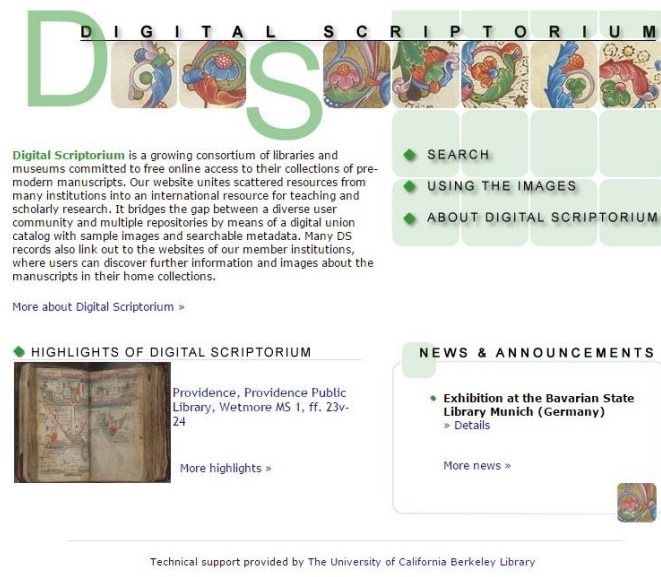 DIGITAL SCRIPTORIUM
DS
Digital Scriptorium is a growing consortium of libraries and
museums committed to free online access to their collections of pre-
modern manuscripts. Our website unites scattered resources from
many institutions into an international resource for teaching and
scholarly research. It bridges the gap between a diverse user
community and multiple repositories by means of a digital union
catalog with sample images and searchable metadata. Many DS
records also link out to the websites of our member institutions,
where users can discover further information and images about the
manuscripts in their home collections.
More about Digital Scriptorium »
SEARCH
USING THE IMAGES
ABOUT DIGITAL SCRIPTORIUM
HIGHLIGHTS OF DIGITAL SCRIPTORIUM
Providence, Providence Public
Library, Wetmore MS 1, ff. 23v-
24
More highlights »
NEWS & ANNOUNCEMENTS
Exhibition at the Bavarian State
Library Munich (Germany)
» Details
More news »
Technical support provided by The University of California Berkeley Library